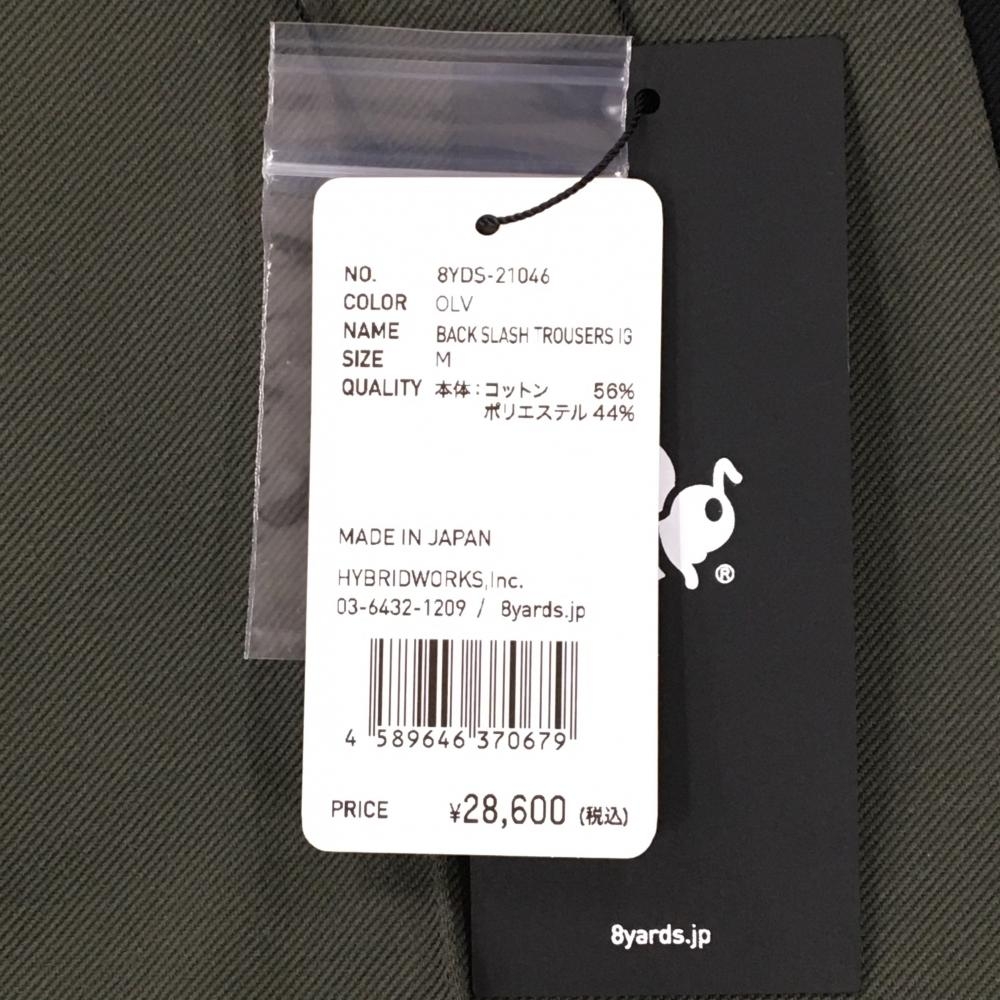 NO. 8YDS-21046
COLOR OLV
NAME BACK SLASH TROUSERS IG
SIZE M
QUALITY 本体:コットン 56%
ポリエステル 44%
MADE IN JAPAN
HYBRIDWORKS,Inc.
03-6432-1209 / 8yards.jp
4 589646 370679
PRICE ¥28,600 (税込)
®
8yards.jp